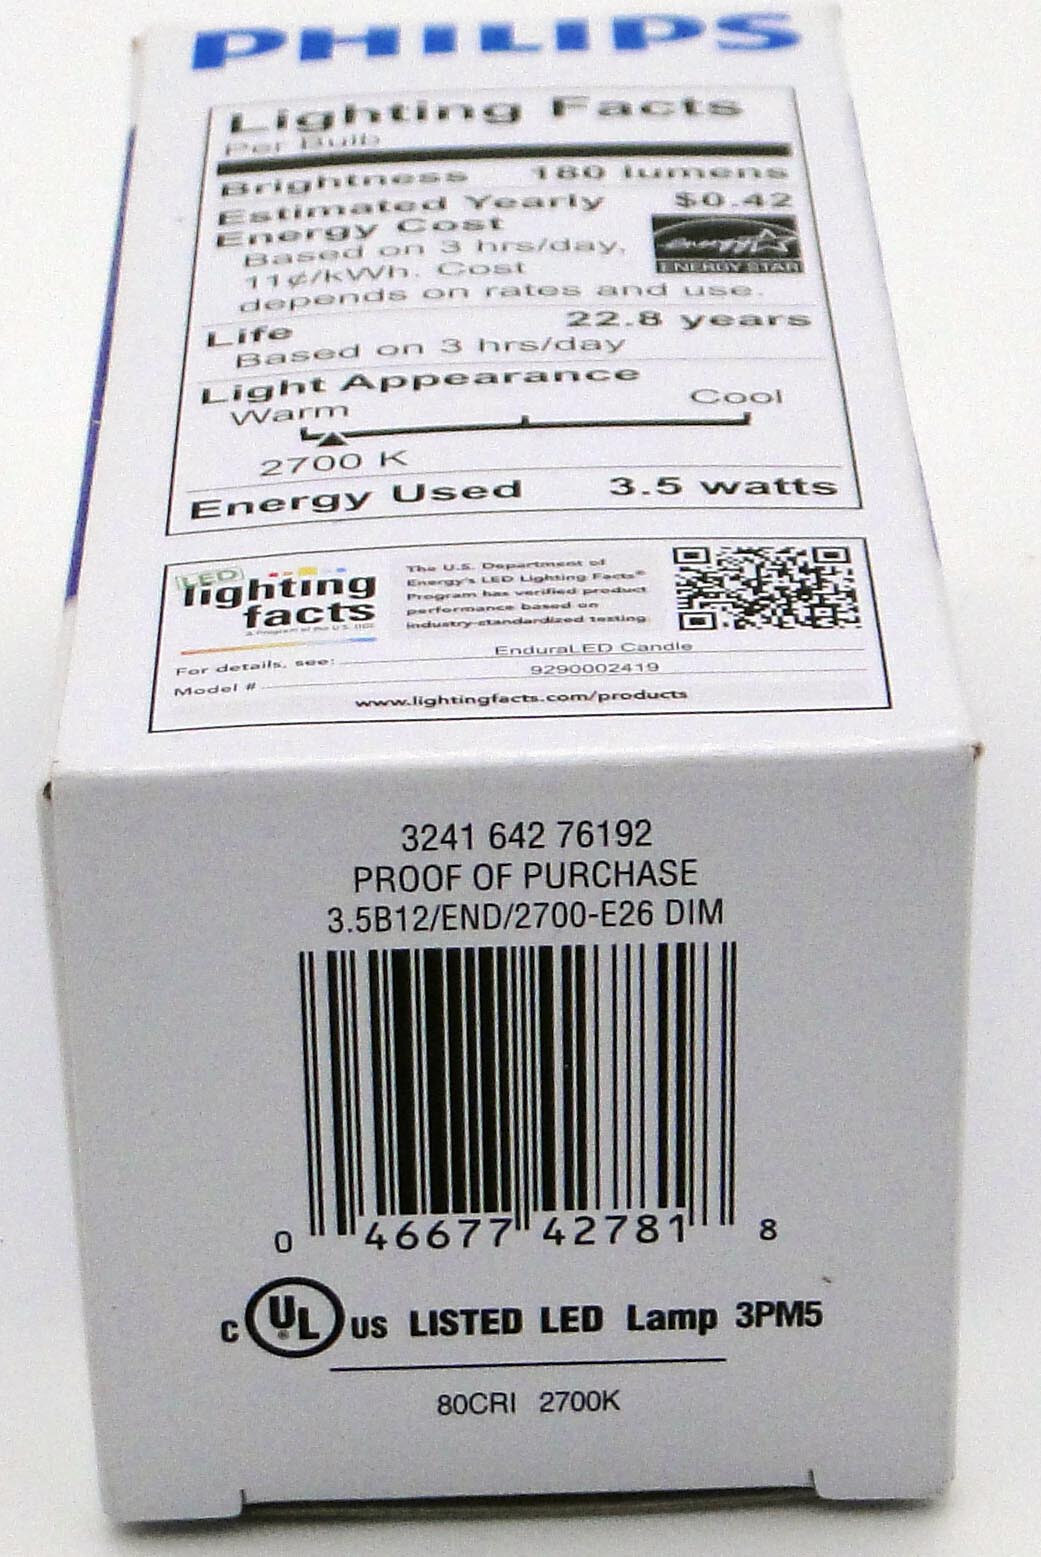 PHILIPS
Lighting Facts
Per Bulb
Brightness 180 lumens
Estimated Yearly $0.42
Energy Cost
Based on 3 hrs/day,
11¢/kWh. Cost
depends on rates and use.
ENERGY STAR
Life 22.8 years
Based on 3 hrs/day
Light Appearance
Warm Cool
2700 K
Energy Used 3.5 watts
LED
lighting
facts
A Program of the U.S. DOE
The U.S. Department of
Energy's LED Lighting Facts®
Program has verified product
performance based on
industry-standardized testing.
For details, see: EnduraLED Candle
Model # 9290002419
www.lightingfacts.com/products
3241 642 76192
PROOF OF PURCHASE
3.5B12/END/2700-E26 DIM
0 46677 42781 8
C UL® US LISTED LED Lamp 3PM5
80CRI 2700K